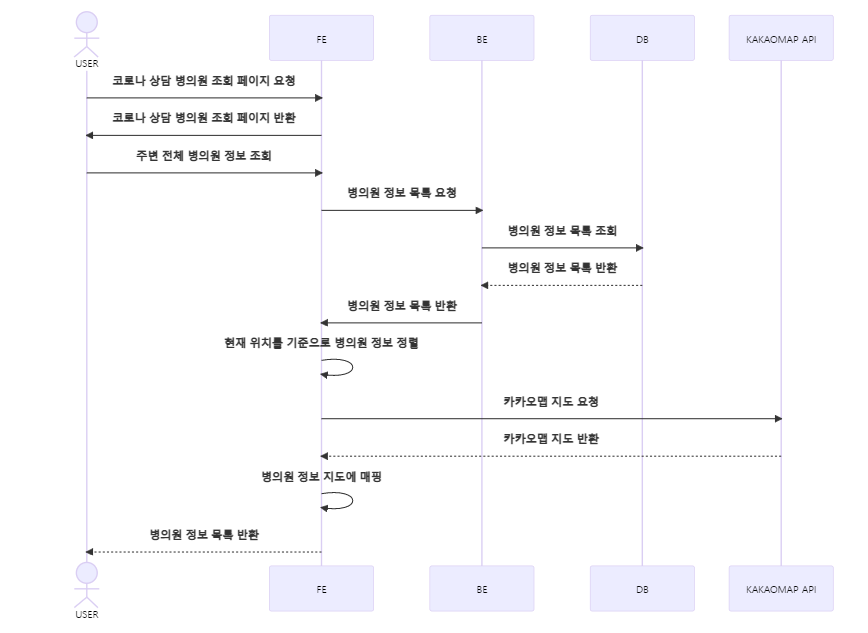 USER
FE
BE
DB
KAKAOMAP API
코로나 상담 병의원 조회 페이지 요청
코로나 상담 병의원 조회 페이지 반환
주변 전체 병의원 정보 조회
병의원 정보 목록 요청
병의원 정보 목록 조회
병의원 정보 목록 반환
병의원 정보 목록 반환
현재 위치를 기준으로 병의원 정보 정렬
카카오맵 지도 요청
카카오맵 지도 반환
병의원 정보 지도에 매핑
병의원 정보 목록 반환
USER
FE
BE
DB
KAKAOMAP API